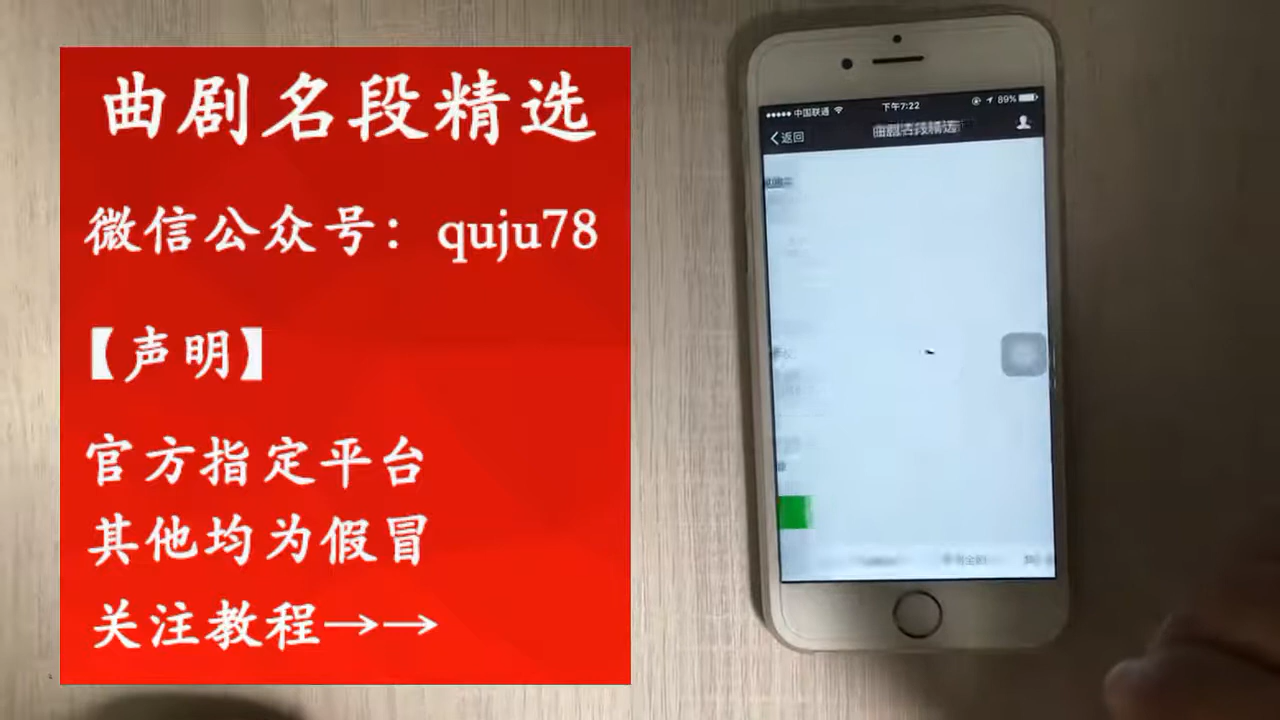 曲剧名段精选
微信公众号：quju78
【声明】
官方指定平台
其他均为假冒
关注教程→→
中国联通
下午7:22
89%
返回
曲剧名段精选